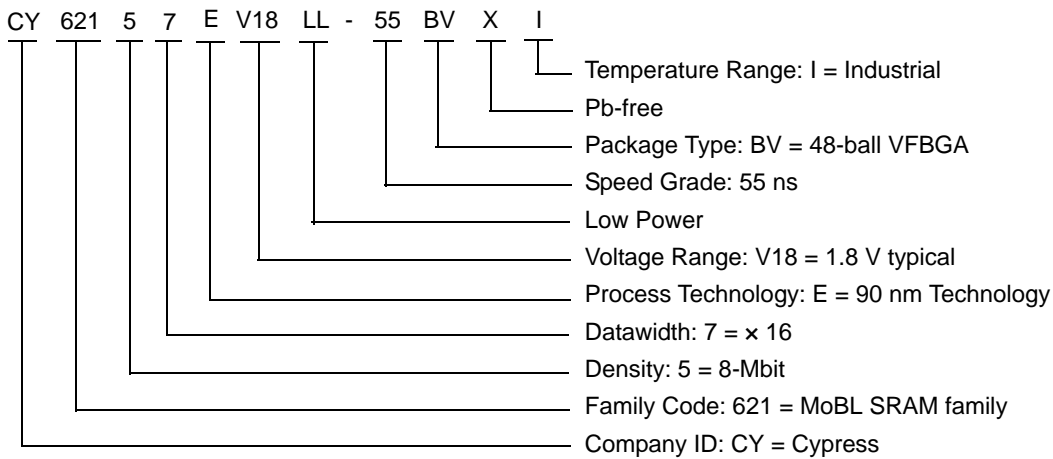 CY 621 5 7 E V18 LL - 55 BV X I
Temperature Range: I = Industrial
Pb-free
Package Type: BV = 48-ball VFBGA
Speed Grade: 55 ns
Low Power
Voltage Range: V18 = 1.8 V typical
Process Technology: E = 90 nm Technology
Datawidth: 7 = × 16
Density: 5 = 8-Mbit
Family Code: 621 = MoBL SRAM family
Company ID: CY = Cypress